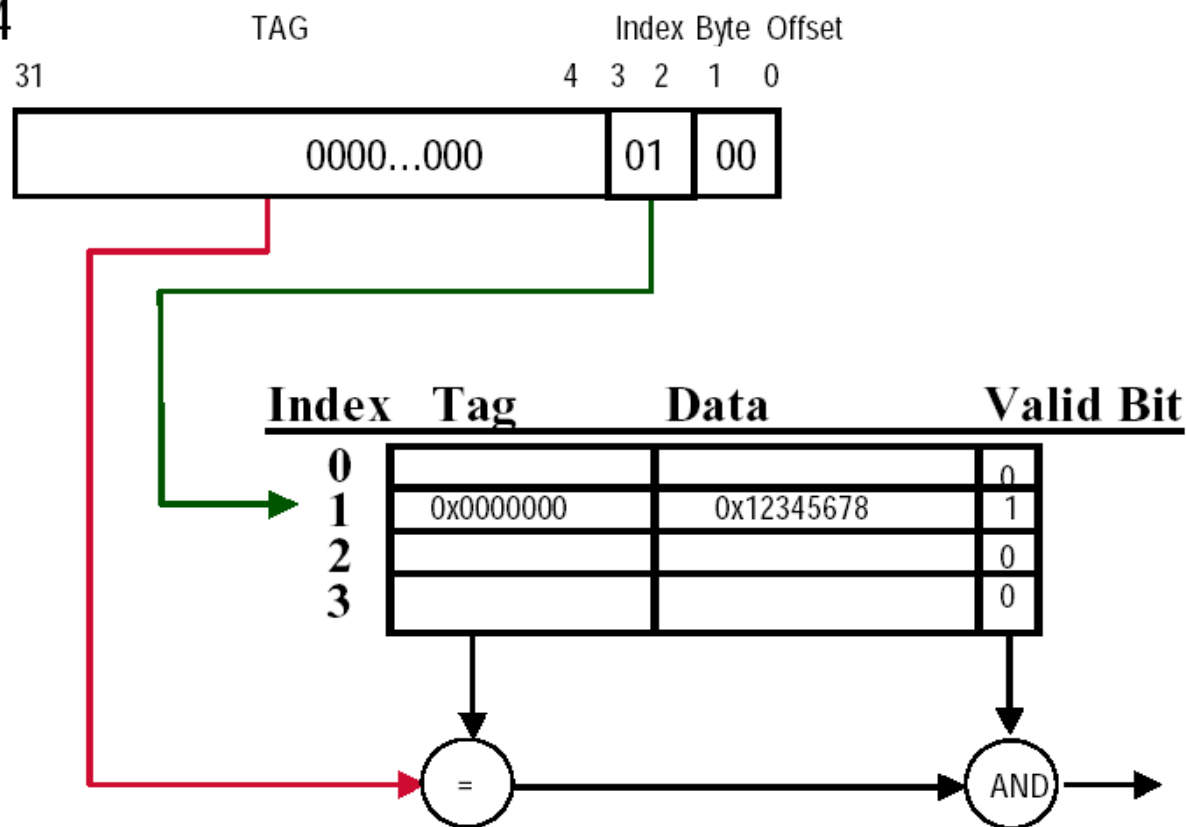 4
TAG Index Byte Offset
31 4 3 2 1 0
0000...000 01 00
Index Tag Data Valid Bit
0 0
1 0x0000000 0x12345678 1
2 0
3 0
= AND